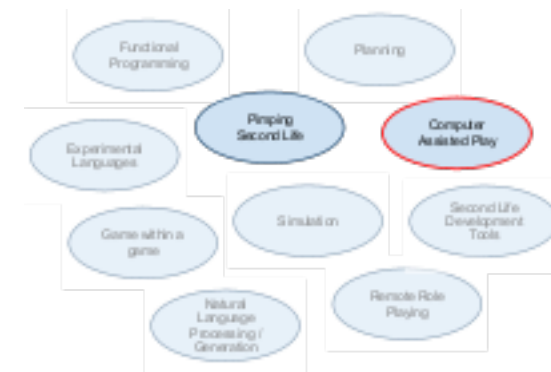 Functional
Programming
Planning
Pimping
Second Life
Computer
Assisted Play
Experimental
Languages
Simulation
Second Life
Development
Tools
Game within a
game
Natural
Language
Processing /
Generation
Remote Role
Playing